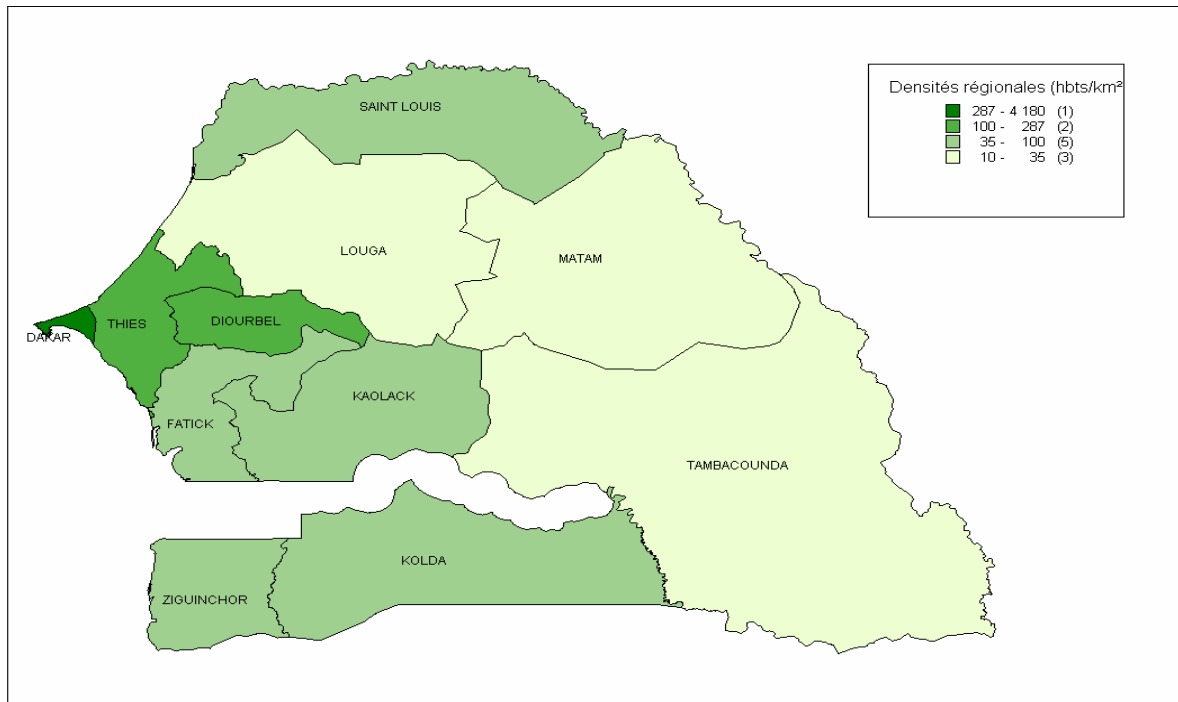 Densités régionales (hbts/km²
287 - 4 180 (1)
100 - 287 (2)
35 - 100 (5)
10 - 35 (3)
SAINT LOUIS
LOUGA
MATAM
THIES
DIOURBEL
DAKAR
KAOLACK
FATICK
TAMBACOUNDA
KOLDA
ZIGUINCHOR